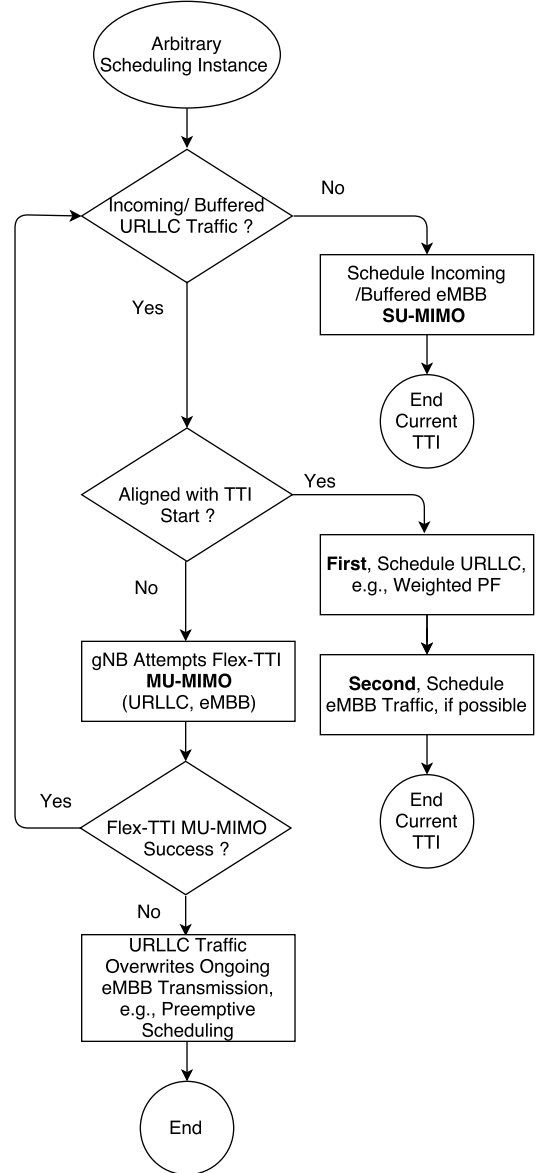 Arbitrary
Scheduling Instance
Incoming/ Buffered
URLLC Traffic ?
No
Schedule Incoming
/Buffered eMBB
SU-MIMO
Yes
End
Current
TTI
Aligned with TTI
Start ?
Yes
First, Schedule URLLC,
e.g., Weighted PF
No
gNB Attempts Flex-TTI
MU-MIMO
(URLLC, eMBB)
Second, Schedule
eMBB Traffic, if possible
Yes
Flex-TTI MU-MIMO
Success ?
End
Current
TTI
No
URLLC Traffic
Overwrites Ongoing
eMBB Transmission,
e.g., Preemptive
Scheduling
End